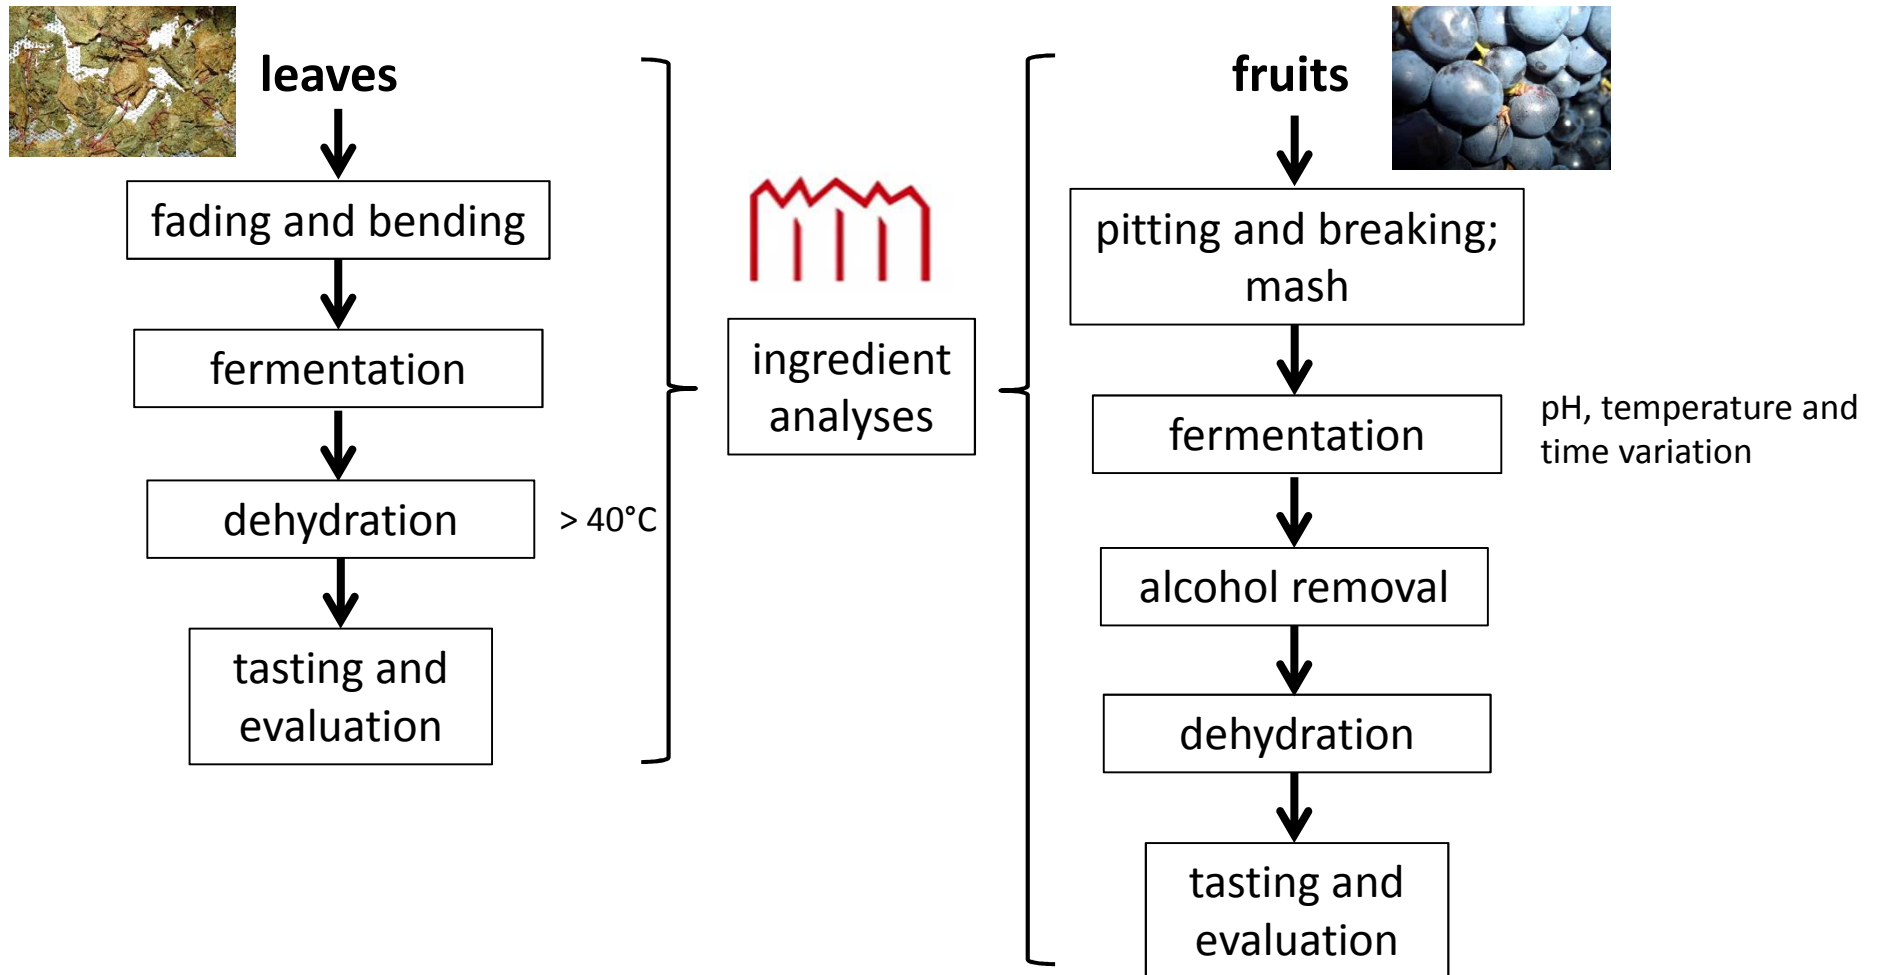 leaves
fading and bending
fermentation
dehydration
> 40°C
tasting and
evaluation
ingredient
analyses
fruits
pitting and breaking;
mash
fermentation
pH, temperature and
time variation
alcohol removal
dehydration
tasting and
evaluation